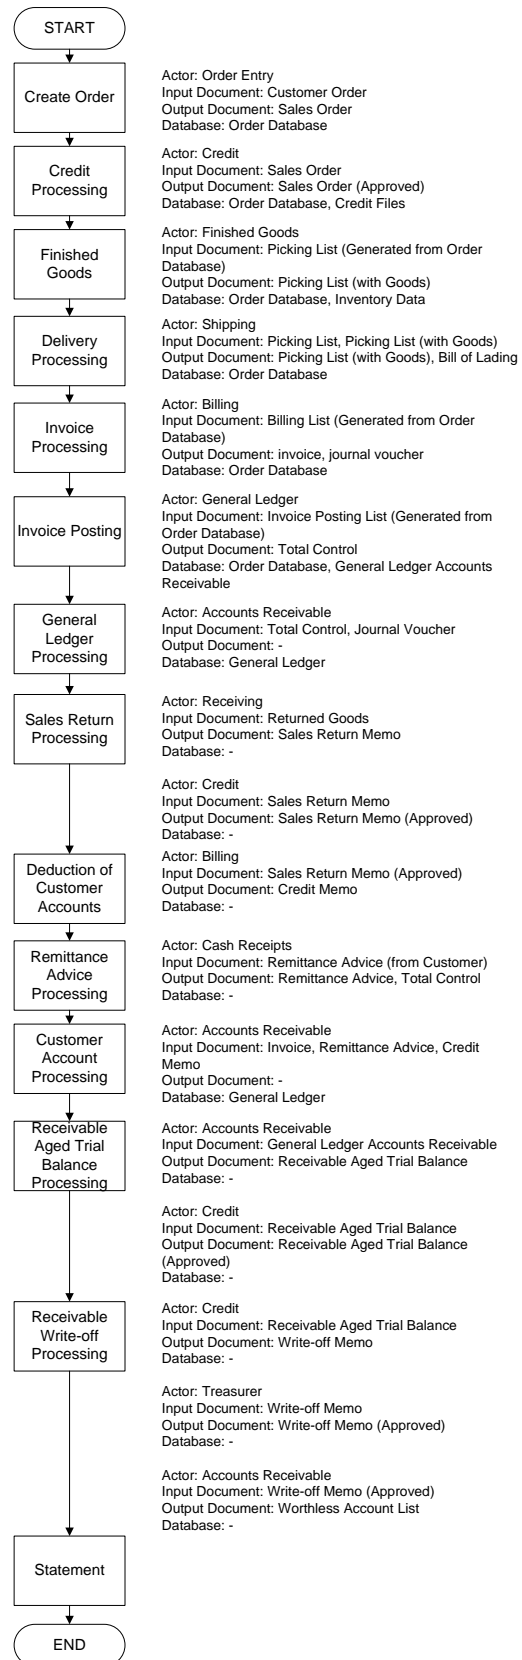 START
Create Order
Actor: Order Entry
Input Document: Customer Order
Output Document: Sales Order
Database: Order Database
Credit
Processing
Actor: Credit
Input Document: Sales Order
Output Document: Sales Order (Approved)
Database: Order Database, Credit Files
Finished
Goods
Actor: Finished Goods
Input Document: Picking List (Generated from Order
Database)
Output Document: Picking List (with Goods)
Database: Order Database, Inventory Data
Delivery
Processing
Actor: Shipping
Input Document: Picking List, Picking List (with Goods)
Output Document: Picking List (with Goods), Bill of Lading
Database: Order Database
Invoice
Processing
Actor: Billing
Input Document: Billing List (Generated from Order
Database)
Output Document: invoice, journal voucher
Database: Order Database
Invoice Posting
Actor: General Ledger
Input Document: Invoice Posting List (Generated from
Order Database)
Output Document: Total Control
Database: Order Database, General Ledger Accounts
Receivable
General
Ledger
Processing
Actor: Accounts Receivable
Input Document: Total Control, Journal Voucher
Output Document: -
Database: General Ledger
Sales Return
Processing
Actor: Receiving
Input Document: Returned Goods
Output Document: Sales Return Memo
Database: -
Actor: Credit
Input Document: Sales Return Memo
Output Document: Sales Return Memo (Approved)
Database: -
Deduction of
Customer
Accounts
Actor: Billing
Input Document: Sales Return Memo (Approved)
Output Document: Credit Memo
Database: -
Remittance
Advice
Processing
Actor: Cash Receipts
Input Document: Remittance Advice (from Customer)
Output Document: Remittance Advice, Total Control
Database: -
Customer
Account
Processing
Actor: Accounts Receivable
Input Document: Invoice, Remittance Advice, Credit
Memo
Output Document: -
Database: General Ledger
Receivable
Aged Trial
Balance
Processing
Actor: Accounts Receivable
Input Document: General Ledger Accounts Receivable
Output Document: Receivable Aged Trial Balance
Database: -
Actor: Credit
Input Document: Receivable Aged Trial Balance
Output Document: Receivable Aged Trial Balance
(Approved)
Database: -
Receivable
Write-off
Processing
Actor: Credit
Input Document: Receivable Aged Trial Balance
Output Document: Write-off Memo
Database: -
Actor: Treasurer
Input Document: Write-off Memo
Output Document: Write-off Memo (Approved)
Database: -
Actor: Accounts Receivable
Input Document: Write-off Memo (Approved)
Output Document: Worthless Account List
Database: -
Statement
END